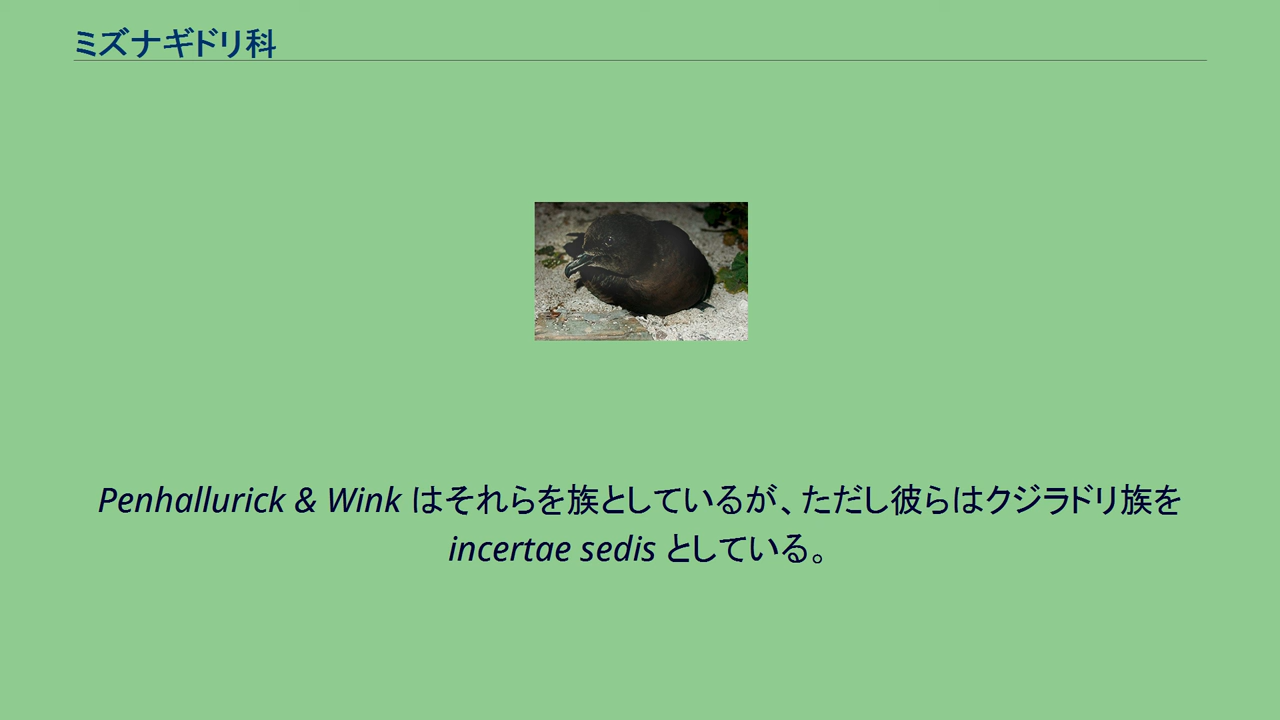 ミズナギドリ科
Penhallurick & Wink はそれらを族としているが、ただし彼らはクジラドリ族を
incertae sedis としている。